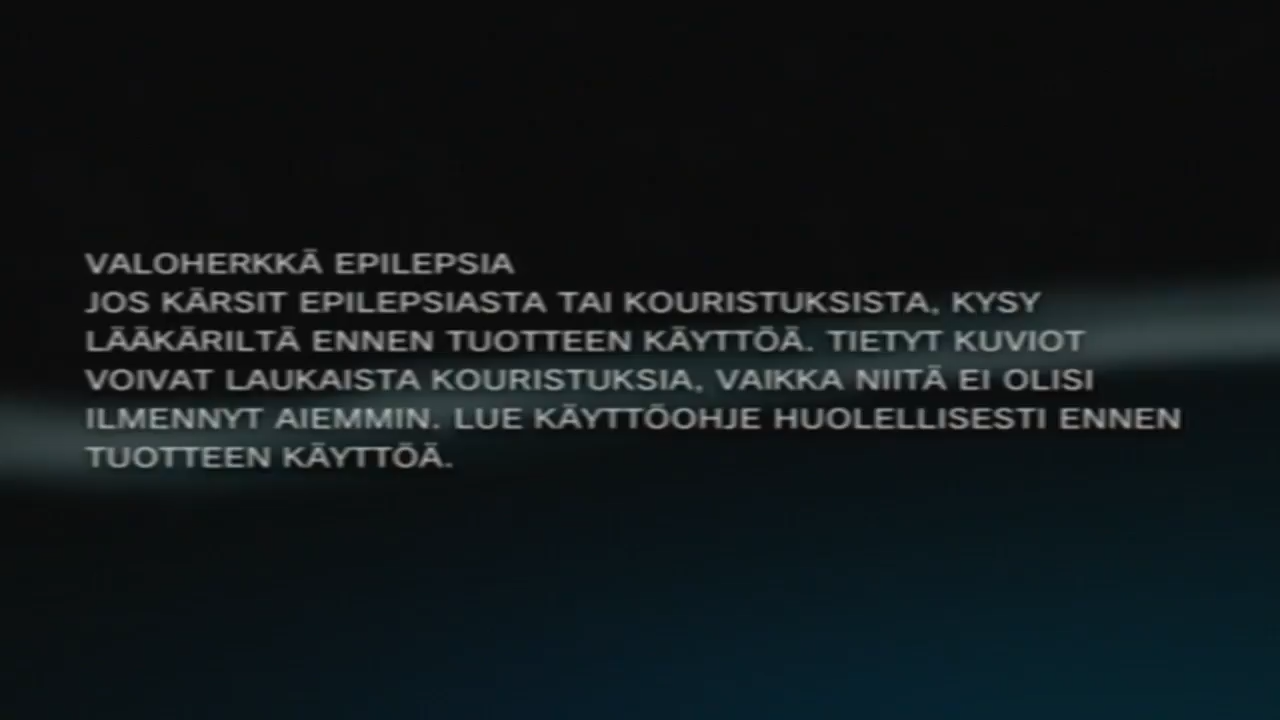 VALOHERKKÄ EPILEPSIA
JOS KÄRSIT EPILEPSIASTA TAI KOURISTUKSISTA, KYSY
LÄÄKÄRILTÄ ENNEN TUOTTEEN KÄYTTÖÄ. TIETYT KUVIOT
VOIVAT LAUKAISTA KOURISTUKSIA, VAIKKA NIITÄ EI OLISI
ILMENNYT AIEMMIN. LUE KÄYTTÖOHJE HUOLELLISESTI ENNEN
TUOTTEEN KÄYTTÖÄ.